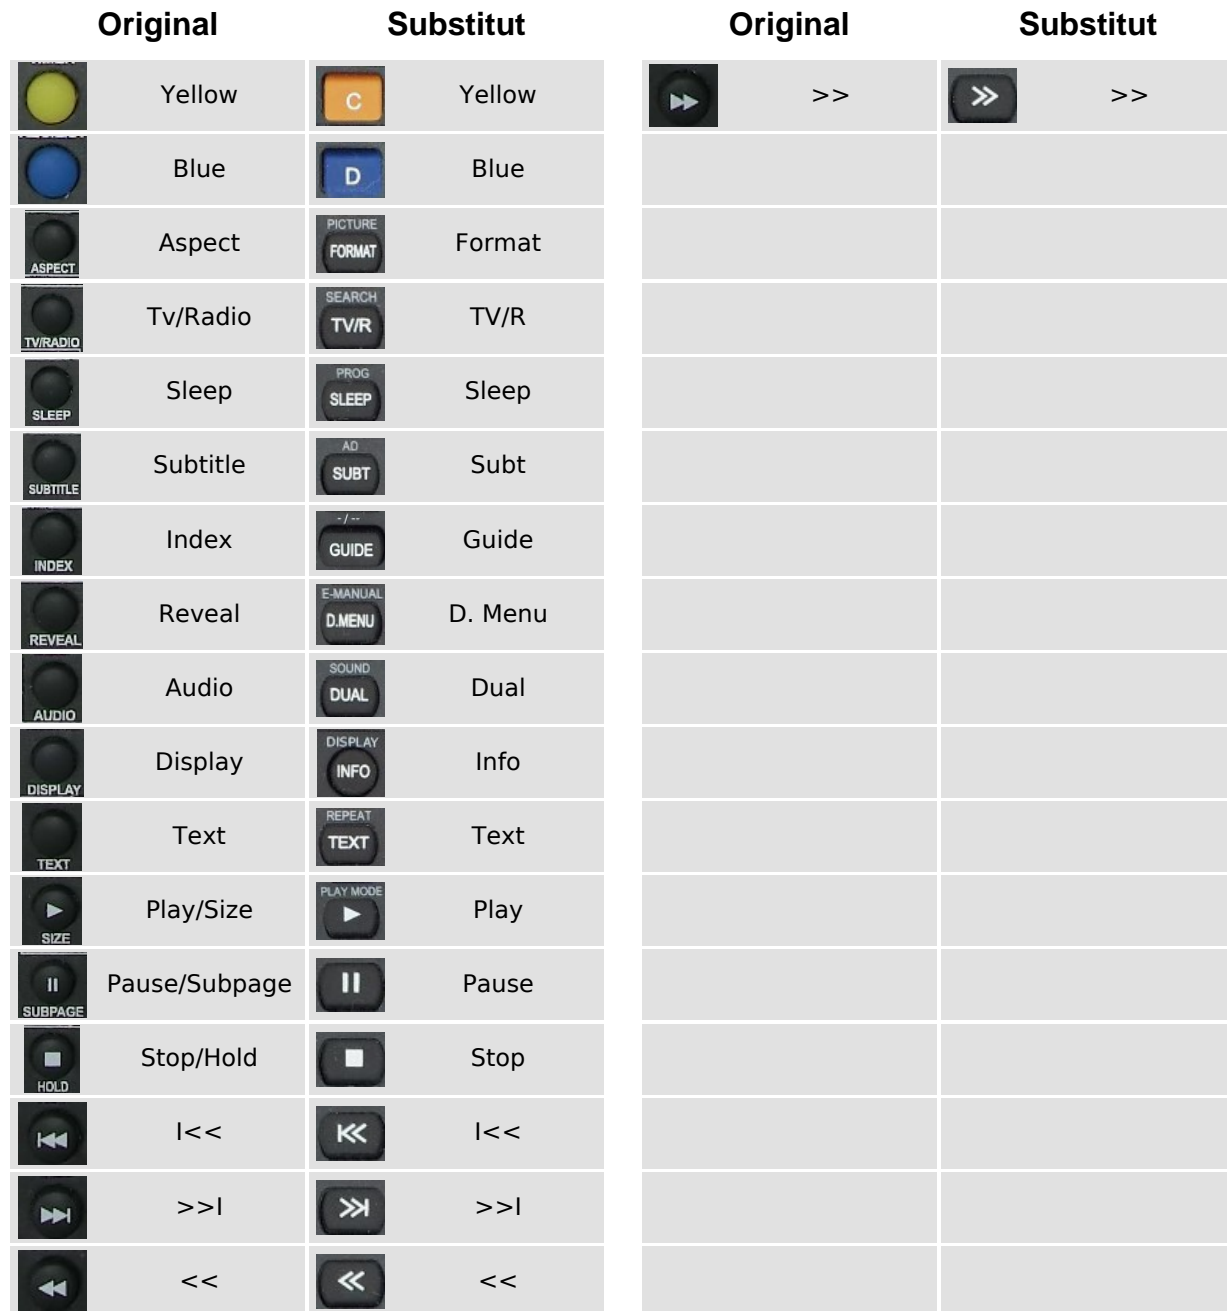 Original Substitut Original Substitut
Yellow C Yellow >> >>
Blue D Blue
ASPECT Aspect PICTURE FORMAT Format
TV/RADIO Tv/Radio SEARCH TV/R TV/R
SLEEP Sleep PROG SLEEP Sleep
SUBTITLE Subtitle AD SUBT Subt
INDEX Index -/-- GUIDE Guide
REVEAL Reveal E-MANUAL D.MENU D. Menu
AUDIO Audio SOUND DUAL Dual
DISPLAY Display DISPLAY INFO Info
TEXT Text REPEAT TEXT Text
SIZE Play/Size PLAY MODE Play
SUBPAGE Pause/Subpage Pause
HOLD Stop/Hold Stop
I<< I<<
>>I >>I
<< <<